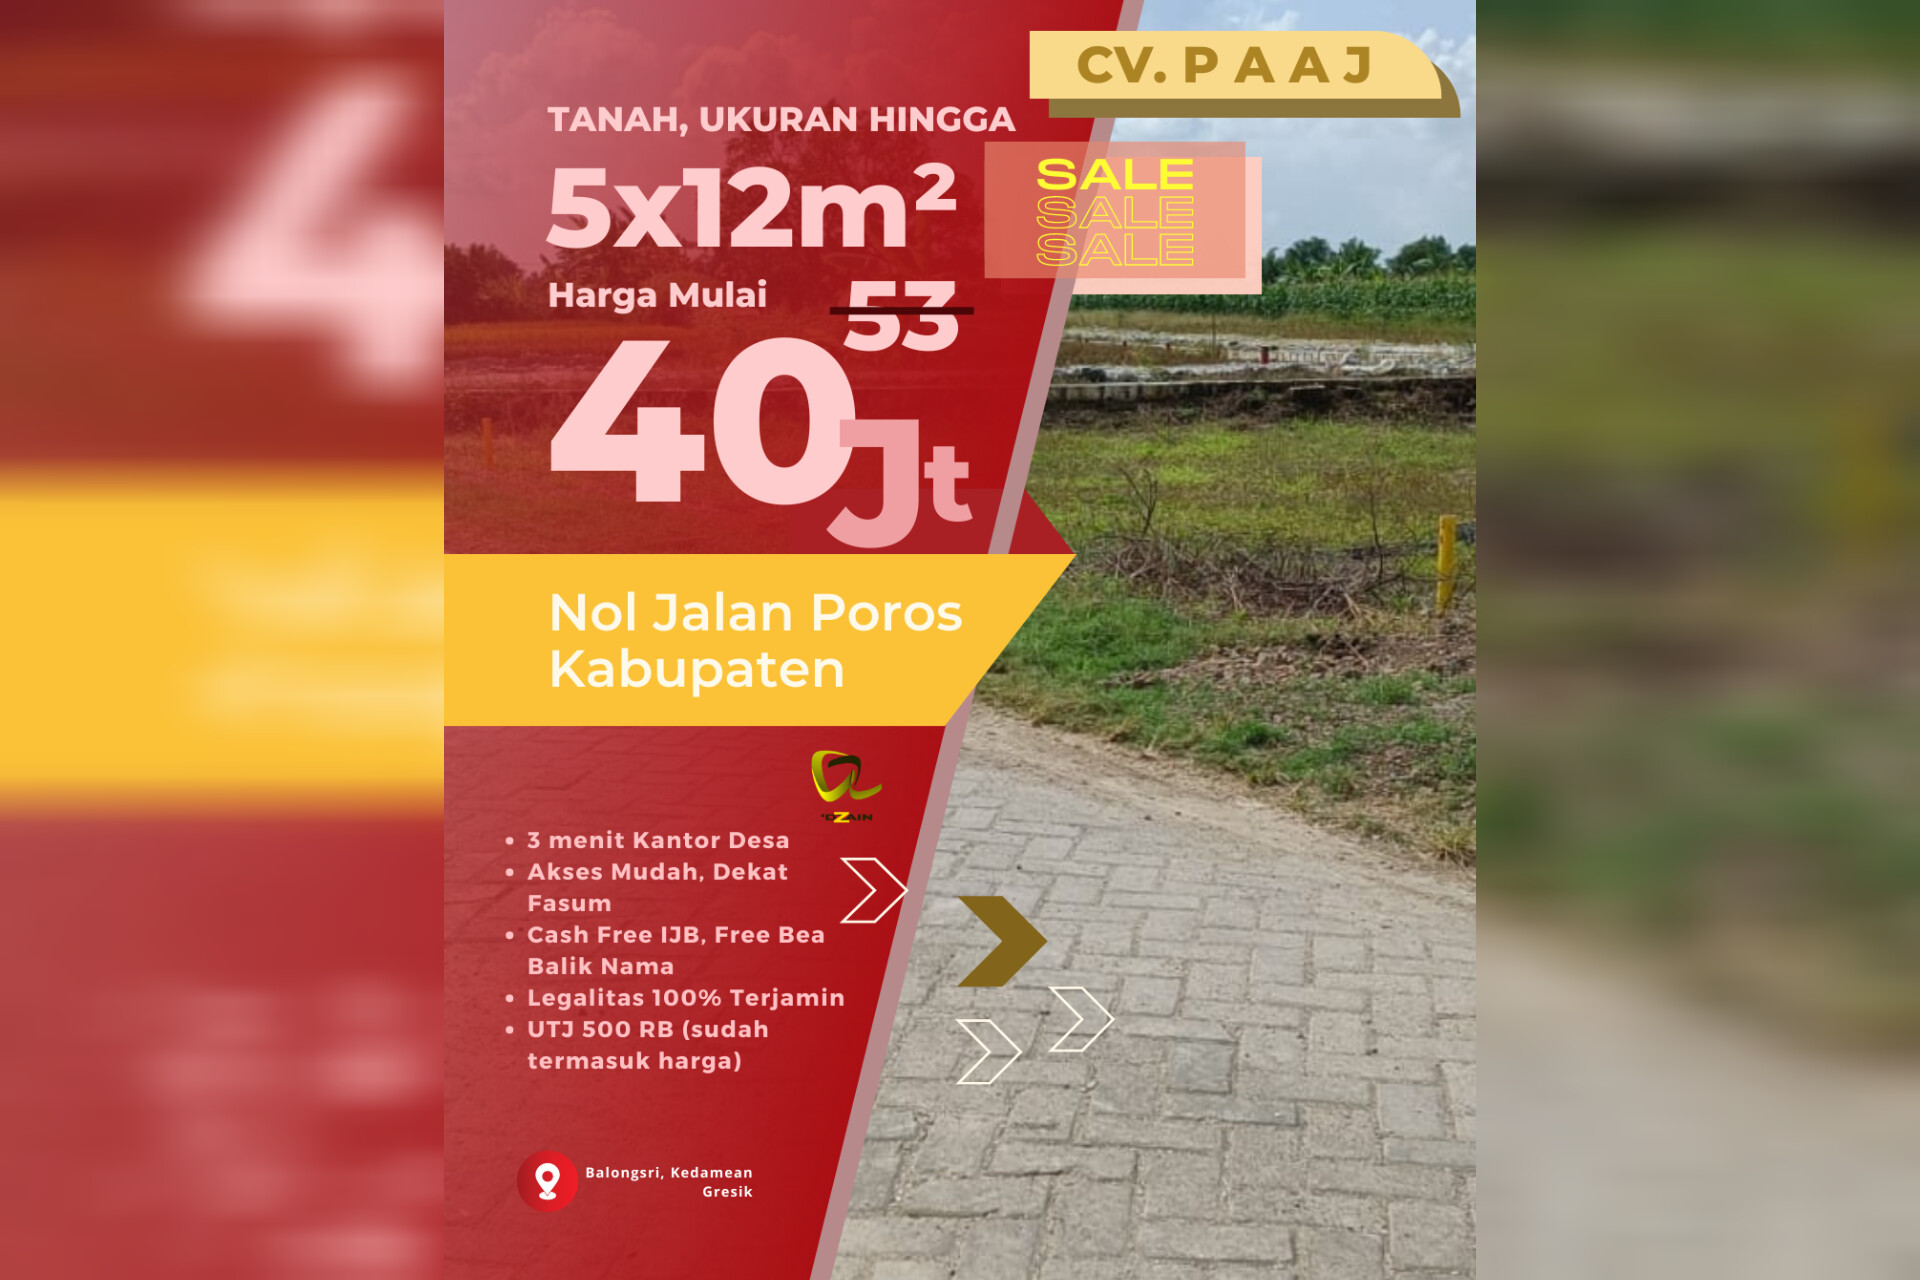 CV. P A A J
TANAH, UKURAN HINGGA
5x12m²
SALE
SALE
SALE
Harga Mulai
53
40Jt
Nol Jalan Poros
Kabupaten
• 3 menit Kantor Desa
• Akses Mudah, Dekat
Fasum
• Cash Free IJB, Free Bea
Balik Nama
• Legalitas 100% Terjamin
• UTJ 500 RB (sudah
termasuk harga)
Balongsri, Kedamean
Gresik